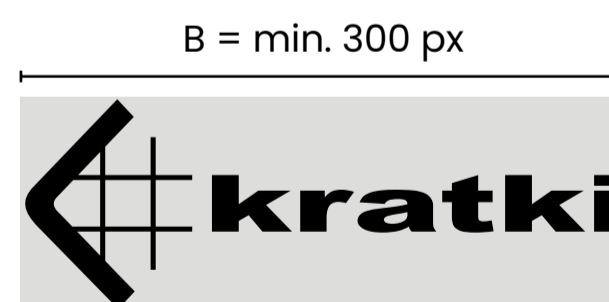 B = min. 300 px
kratki